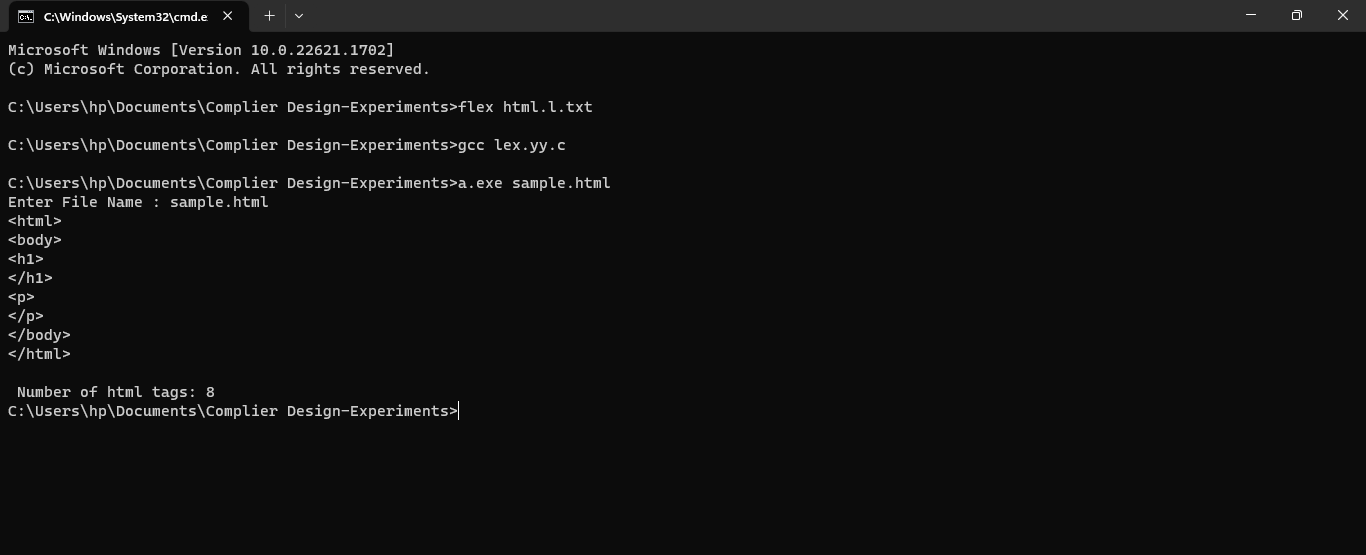 C:\Windows\System32\cmd.e
Microsoft Windows [Version 10.0.22621.1702]
(c) Microsoft Corporation. All rights reserved.
C:\Users\hp\Documents\Complier Design-Experiments>flex html.l.txt
C:\Users\hp\Documents\Complier Design-Experiments>gcc lex.yy.c
C:\Users\hp\Documents\Complier Design-Experiments>a.exe sample.html
Enter File Name : sample.html
<html>
<body>
<h1>
</h1>
<p>
</p>
</body>
</html>
Number of html tags: 8
C:\Users\hp\Documents\Complier Design-Experiments>